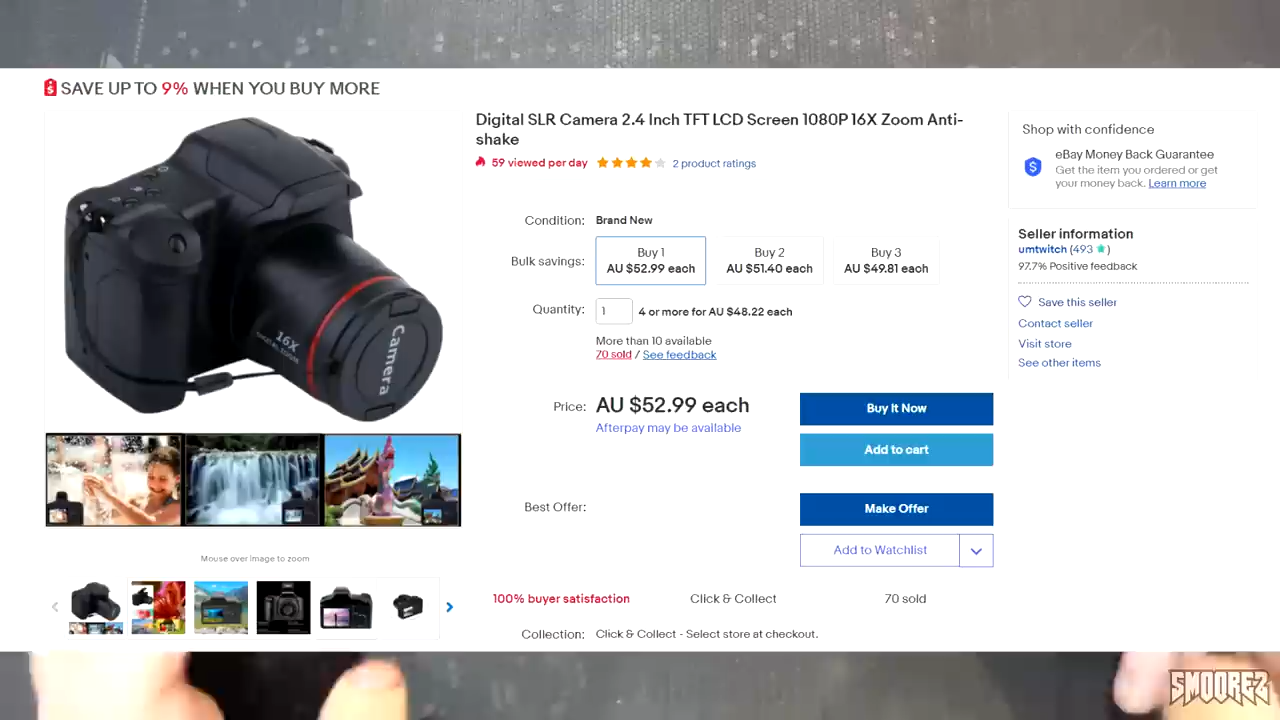 SAVE UP TO 9% WHEN YOU BUY MORE
Digital SLR Camera 2.4 Inch TFT LCD Screen 1080P 16X Zoom Anti-
shake
59 viewed per day
2 product ratings
Condition: Brand New
Bulk savings:
Buy 1
AU $52.99 each
Buy 2
AU $51.40 each
Buy 3
AU $49.81 each
Quantity: 1 4 or more for AU $48.22 each
More than 10 available
70 sold / See feedback
Price: AU $52.99 each
Afterpay may be available
Buy It Now
Add to cart
Best Offer:
Make Offer
Add to Watchlist
100% buyer satisfaction Click & Collect 70 sold
Collection: Click & Collect - Select store at checkout.
Shop with confidence
eBay Money Back Guarantee
Get the item you ordered or get
your money back. Learn more
Seller information
umtwitch (493)
97.7% Positive feedback
Save this seller
Contact seller
Visit store
See other items
16X
Camera
Mouse over image to zoom
SMOOREZ